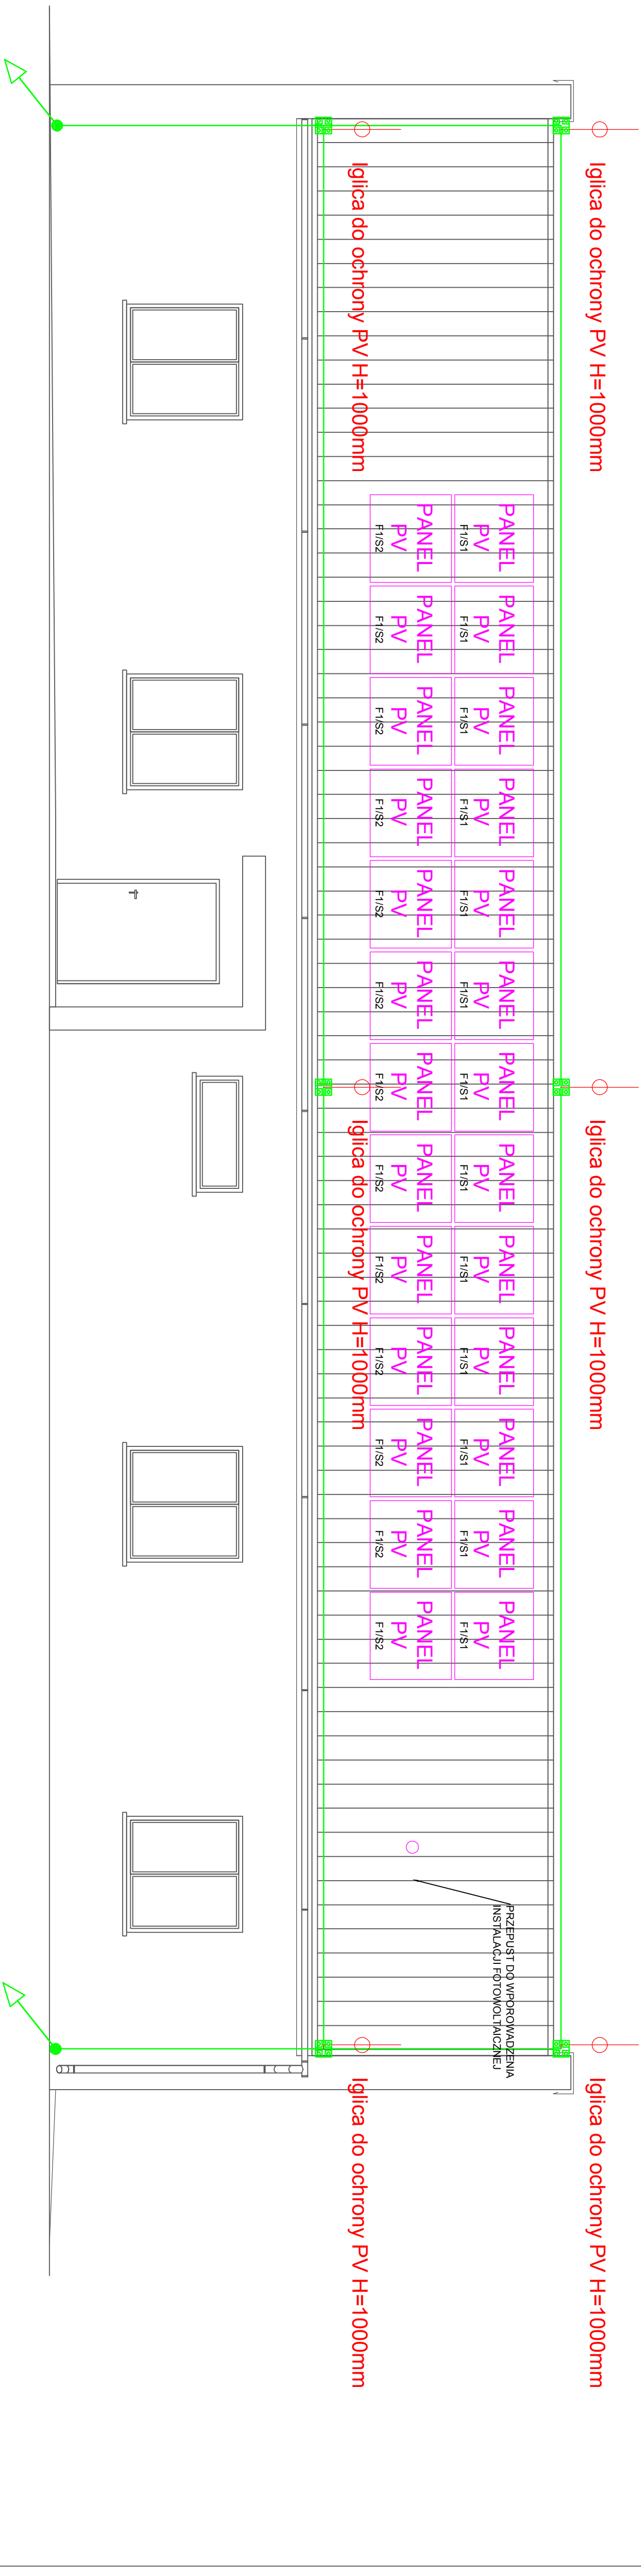 Iglica do ochrony PV H=1000mm
Iglica do ochrony PV H=1000mm
Iglica do ochrony PV H=1000mm
PANEL
PV
F1/S1
PANEL
PV
F1/S1
PANEL
PV
F1/S1
PANEL
PV
F1/S1
PANEL
PV
F1/S1
PANEL
PV
F1/S1
PANEL
PV
F1/S1
PANEL
PV
F1/S1
PANEL
PV
F1/S1
PANEL
PV
F1/S1
PANEL
PV
F1/S1
PANEL
PV
F1/S1
PANEL
PV
F1/S1
PRZEPUST DO WPOROWADZENIA
INSTALACJI FOTOWOLTAICZNEJ
PANEL
PV
F1/S2
PANEL
PV
F1/S2
PANEL
PV
F1/S2
PANEL
PV
F1/S2
PANEL
PV
F1/S2
PANEL
PV
F1/S2
PANEL
PV
F1/S2
PANEL
PV
F1/S2
PANEL
PV
F1/S2
PANEL
PV
F1/S2
PANEL
PV
F1/S2
PANEL
PV
F1/S2
PANEL
PV
F1/S2
Iglica do ochrony PV H=1000mm
Iglica do ochrony PV H=1000mm
Iglica do ochrony PV H=1000mm